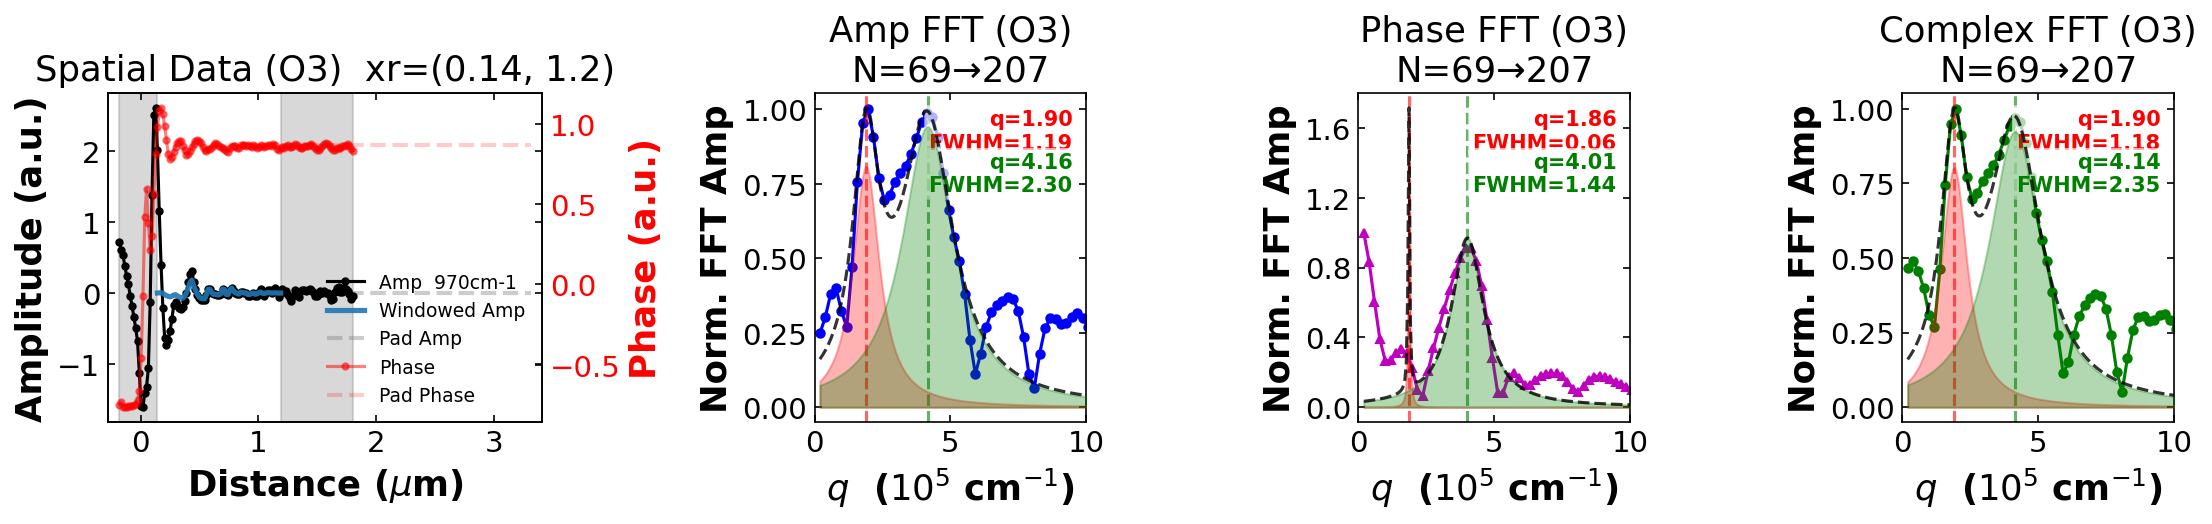 Spatial Data (O3)  xr=(0.14, 1.2)
Amplitude (a.u.)
2
1
0
−1
1.0
0.5
0.0
−0.5
Phase (a.u.)
Amp  970cm-1
Windowed Amp
Pad Amp
Phase
Pad Phase
0 1 2 3
Distance (μm)
Amp FFT (O3)
N=69→207
Norm. FFT Amp
1.00
0.75
0.50
0.25
0.00
q=1.90
FWHM=1.19
q=4.16
FWHM=2.30
0 5 10
q (10⁵ cm⁻¹)
Phase FFT (O3)
N=69→207
Norm. FFT Amp
1.6
1.2
0.8
0.4
0.0
q=1.86
FWHM=0.06
q=4.01
FWHM=1.44
0 5 10
q (10⁵ cm⁻¹)
Complex FFT (O3)
N=69→207
Norm. FFT Amp
1.00
0.75
0.50
0.25
0.00
q=1.90
FWHM=1.18
q=4.14
FWHM=2.35
0 5 10
q (10⁵ cm⁻¹)